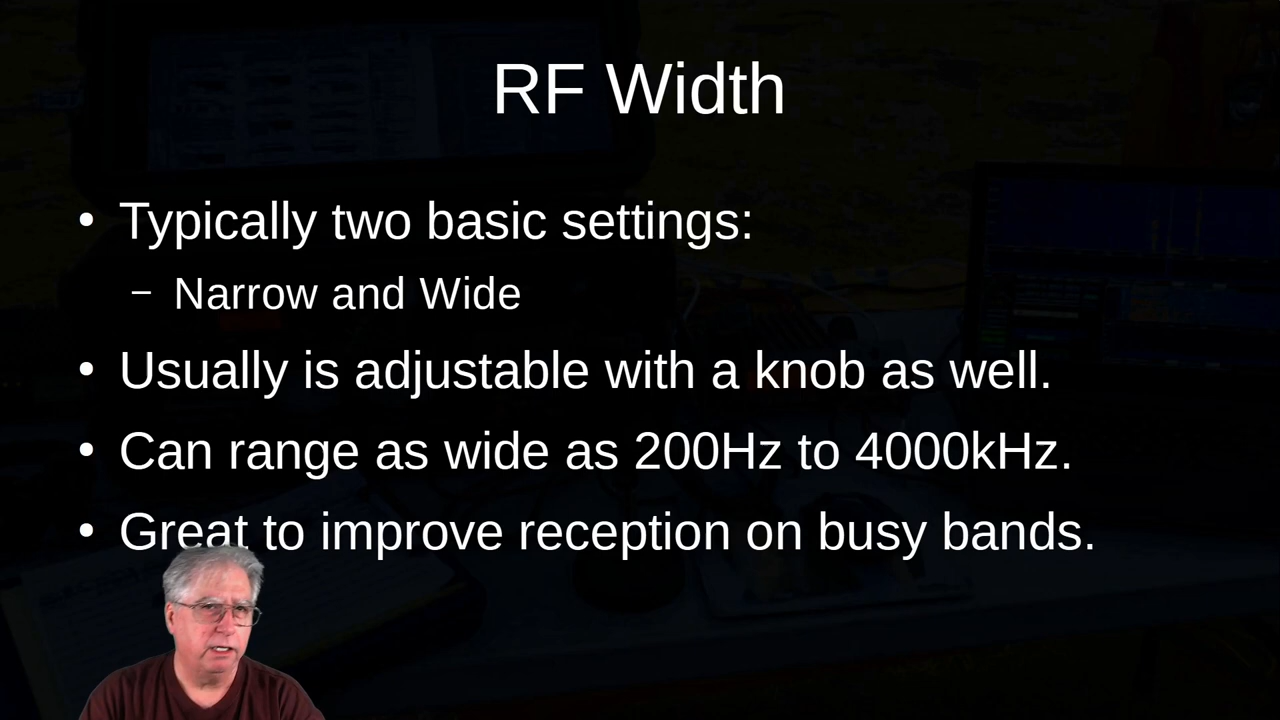 RF Width
• Typically two basic settings:
– Narrow and Wide
• Usually is adjustable with a knob as well.
• Can range as wide as 200Hz to 4000kHz.
• Great to improve reception on busy bands.